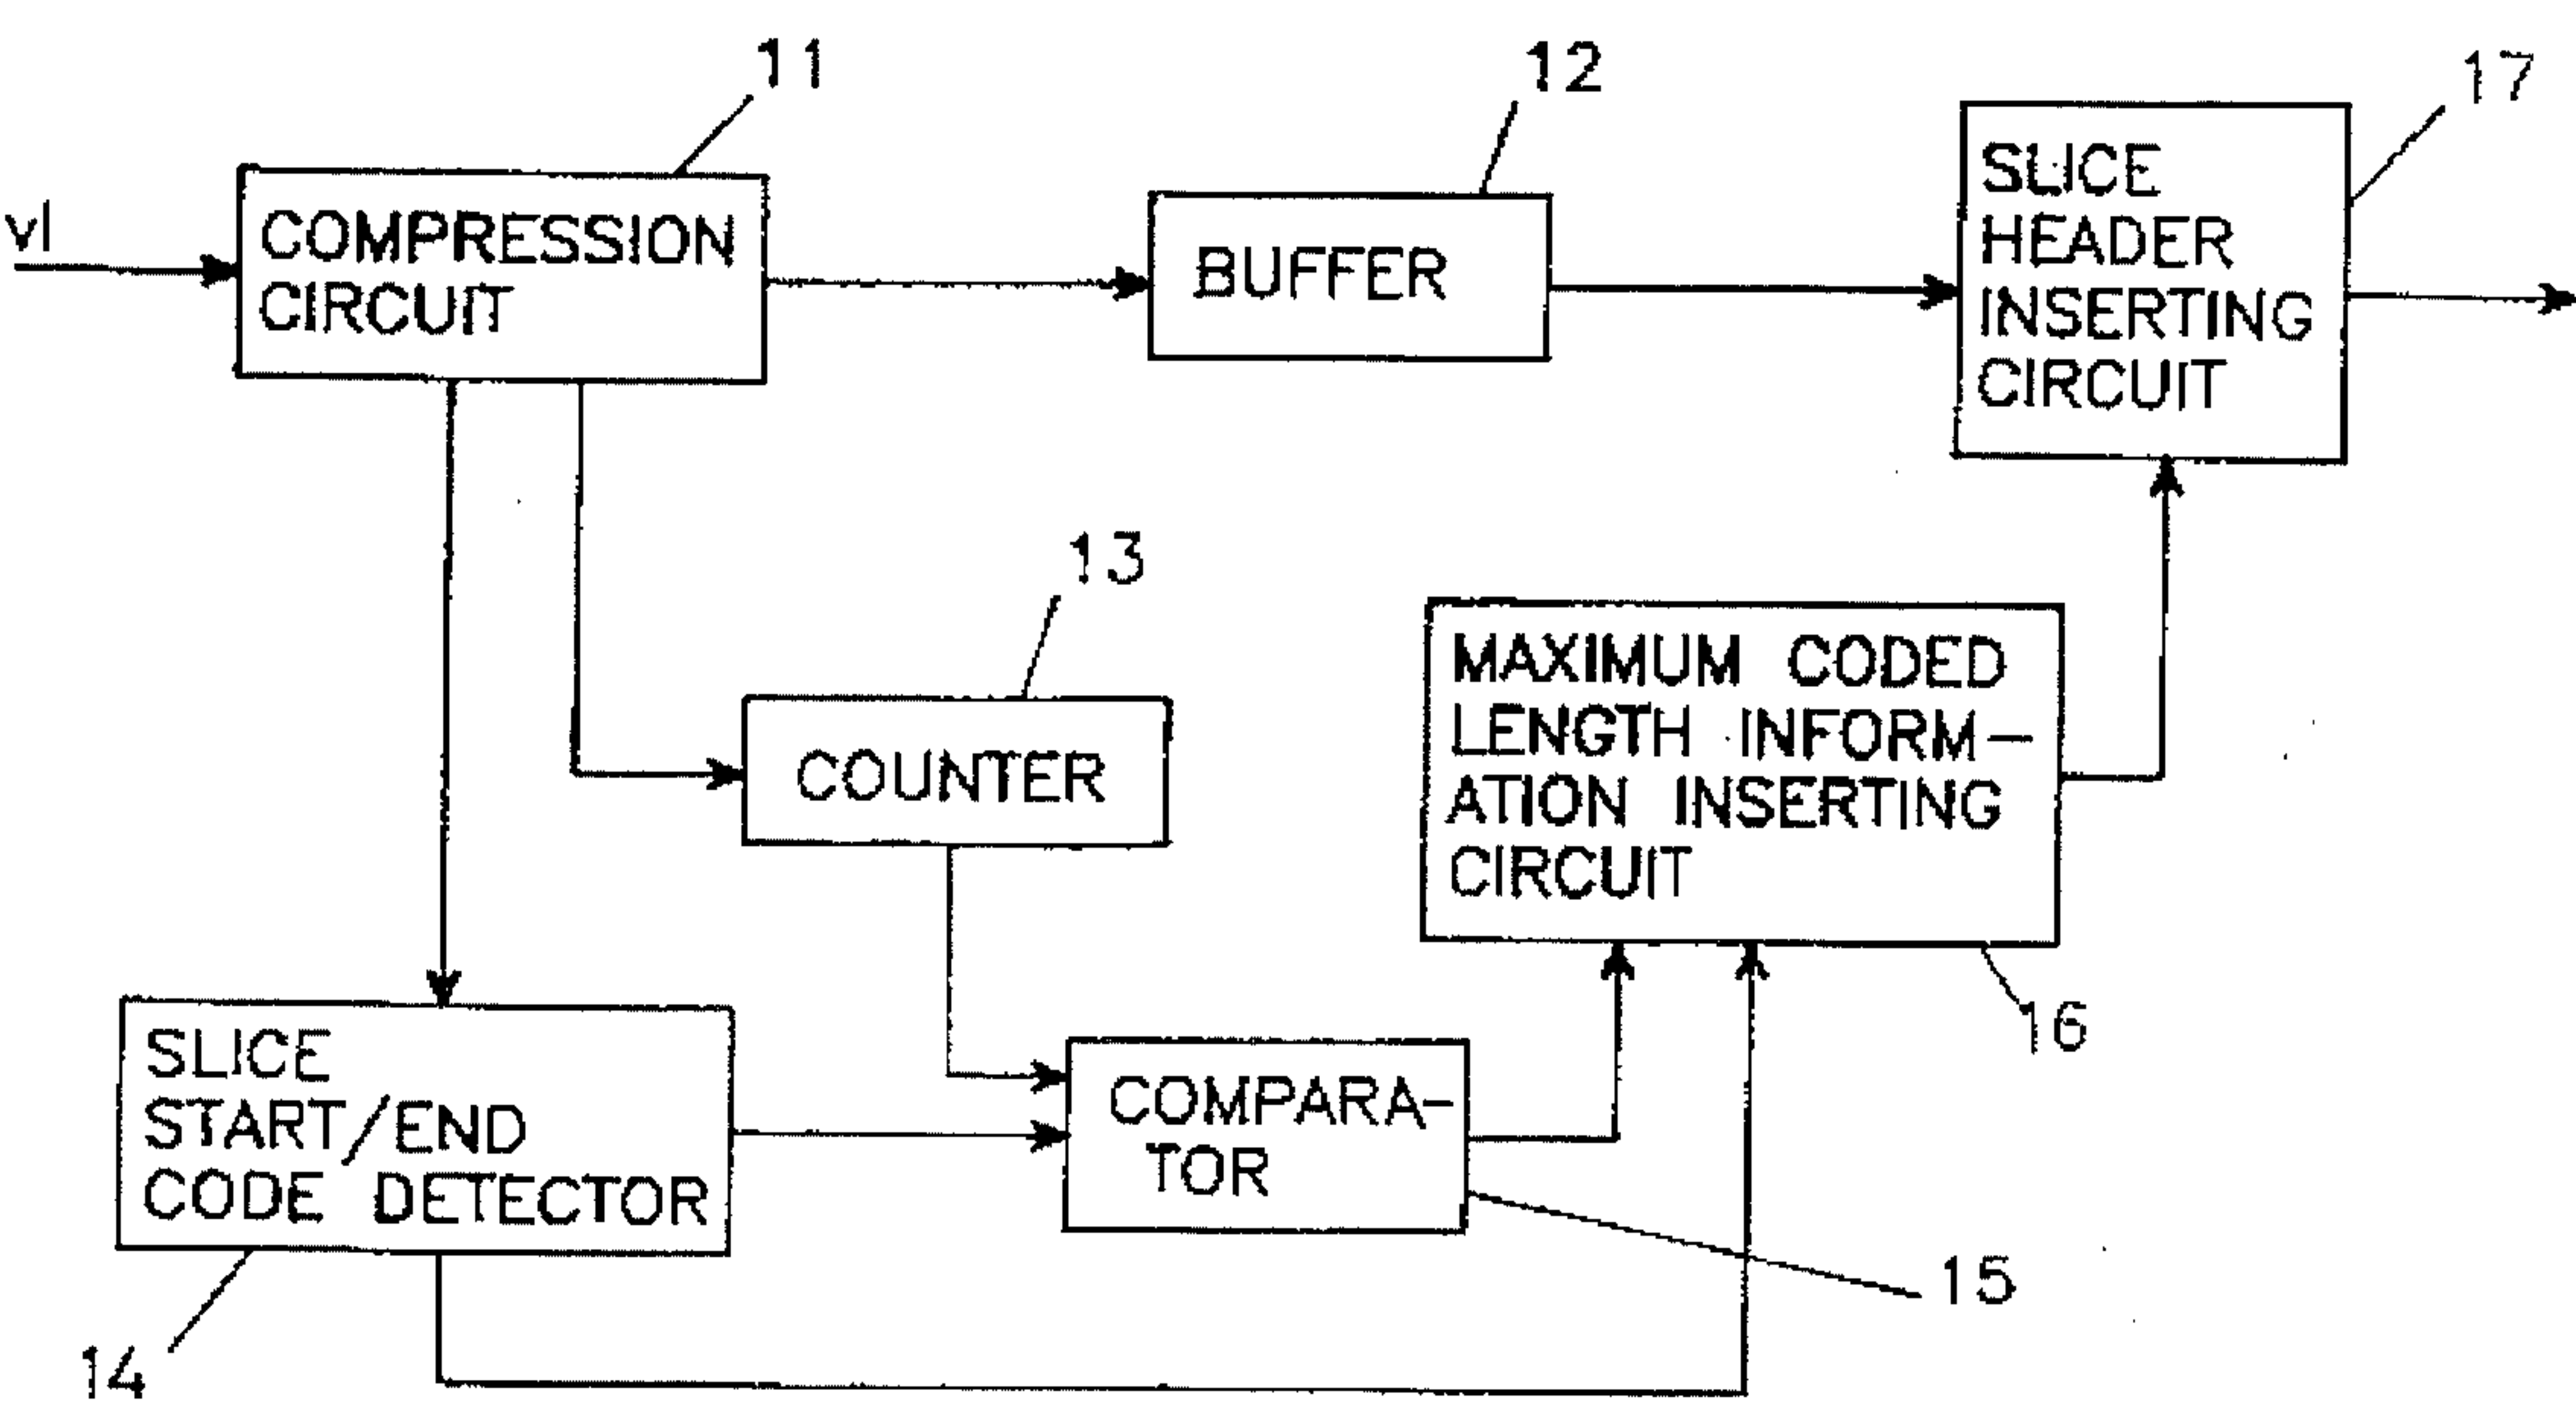 11
12
17
vI
COMPRESSION
CIRCUIT
BUFFER
SLICE
HEADER
INSERTING
CIRCUIT
13
COUNTER
MAXIMUM CODED
LENGTH INFORM-
ATION INSERTING
CIRCUIT
16
SLICE
START/END
CODE DETECTOR
COMPARA-
TOR
15
14